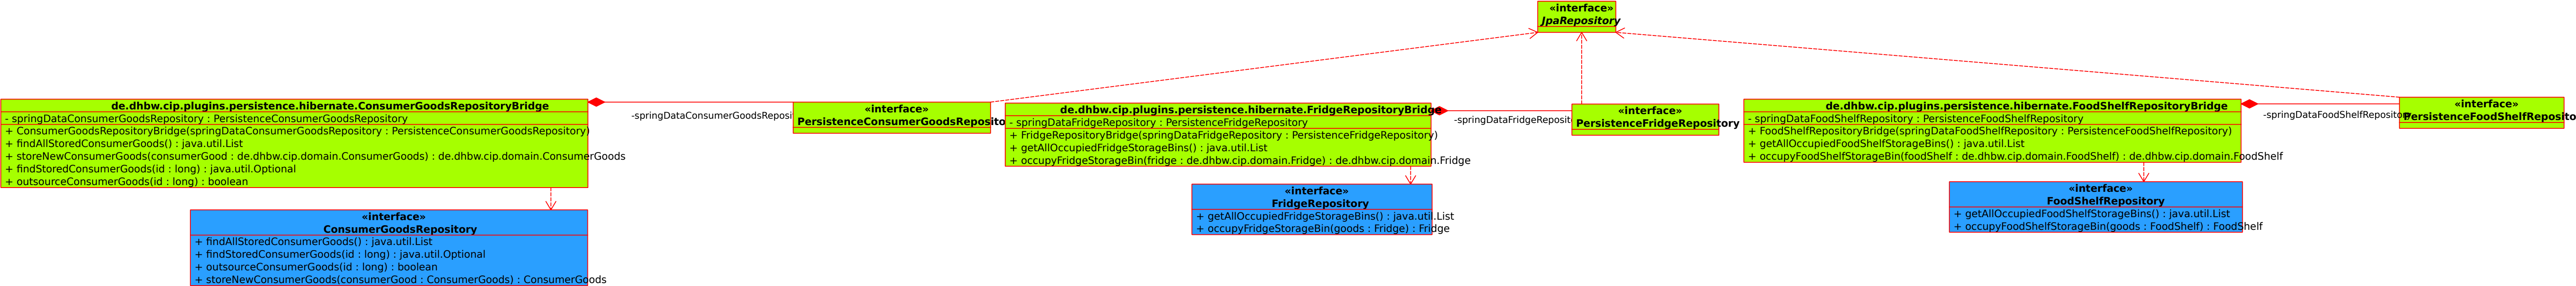 «interface»
JpaRepository
de.dhbw.cip.plugins.persistence.hibernate.ConsumerGoodsRepositoryBridge
- springDataConsumerGoodsRepository : PersistenceConsumerGoodsRepository
+ ConsumerGoodsRepositoryBridge(springDataConsumerGoodsRepository : PersistenceConsumerGoodsRepository)
+ findAllStoredConsumerGoods() : java.util.List
+ storeNewConsumerGoods(consumerGood : de.dhbw.cip.domain.ConsumerGoods) : de.dhbw.cip.domain.ConsumerGoods
+ findStoredConsumerGoods(id : long) : java.util.Optional
+ outsourceConsumerGoods(id : long) : boolean
-springDataConsumerGoodsReposi
«interface»
PersistenceConsumerGoodsReposito
de.dhbw.cip.plugins.persistence.hibernate.FridgeRepositoryBridge
- springDataFridgeRepository : PersistenceFridgeRepository
+ FridgeRepositoryBridge(springDataFridgeRepository : PersistenceFridgeRepository)
+ getAllOccupiedFridgeStorageBins() : java.util.List
+ occupyFridgeStorageBin(fridge : de.dhbw.cip.domain.Fridge) : de.dhbw.cip.domain.Fridge
-springDataFridgeReposit
«interface»
PersistenceFridgeRepository
de.dhbw.cip.plugins.persistence.hibernate.FoodShelfRepositoryBridge
- springDataFoodShelfRepository : PersistenceFoodShelfRepository
+ FoodShelfRepositoryBridge(springDataFoodShelfRepository : PersistenceFoodShelfRepository)
+ getAllOccupiedFoodShelfStorageBins() : java.util.List
+ occupyFoodShelfStorageBin(foodShelf : de.dhbw.cip.domain.FoodShelf) : de.dhbw.cip.domain.FoodShelf
-springDataFoodShelfRepository
«interface»
PersistenceFoodShelfReposito
«interface»
ConsumerGoodsRepository
+ findAllStoredConsumerGoods() : java.util.List
+ findStoredConsumerGoods(id : long) : java.util.Optional
+ outsourceConsumerGoods(id : long) : boolean
+ storeNewConsumerGoods(consumerGood : ConsumerGoods) : ConsumerGoods
«interface»
FridgeRepository
+ getAllOccupiedFridgeStorageBins() : java.util.List
+ occupyFridgeStorageBin(goods : Fridge) : Fridge
«interface»
FoodShelfRepository
+ getAllOccupiedFoodShelfStorageBins() : java.util.List
+ occupyFoodShelfStorageBin(goods : FoodShelf) : FoodShelf